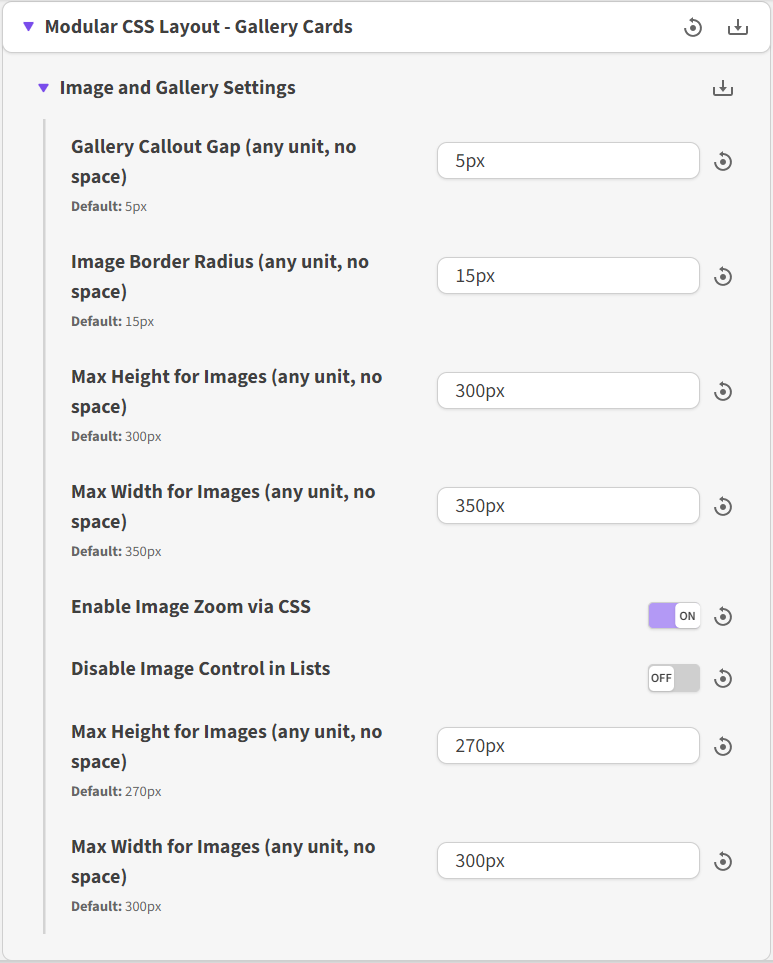 Modular CSS Layout - Gallery Cards
Image and Gallery Settings
Gallery Callout Gap (any unit, no
space)
5px
Default: 5px
Image Border Radius (any unit, no
space)
15px
Default: 15px
Max Height for Images (any unit, no
space)
300px
Default: 300px
Max Width for Images (any unit, no
space)
350px
Default: 350px
Enable Image Zoom via CSS
ON
Disable Image Control in Lists
OFF
Max Height for Images (any unit, no
space)
270px
Default: 270px
Max Width for Images (any unit, no
space)
300px
Default: 300px